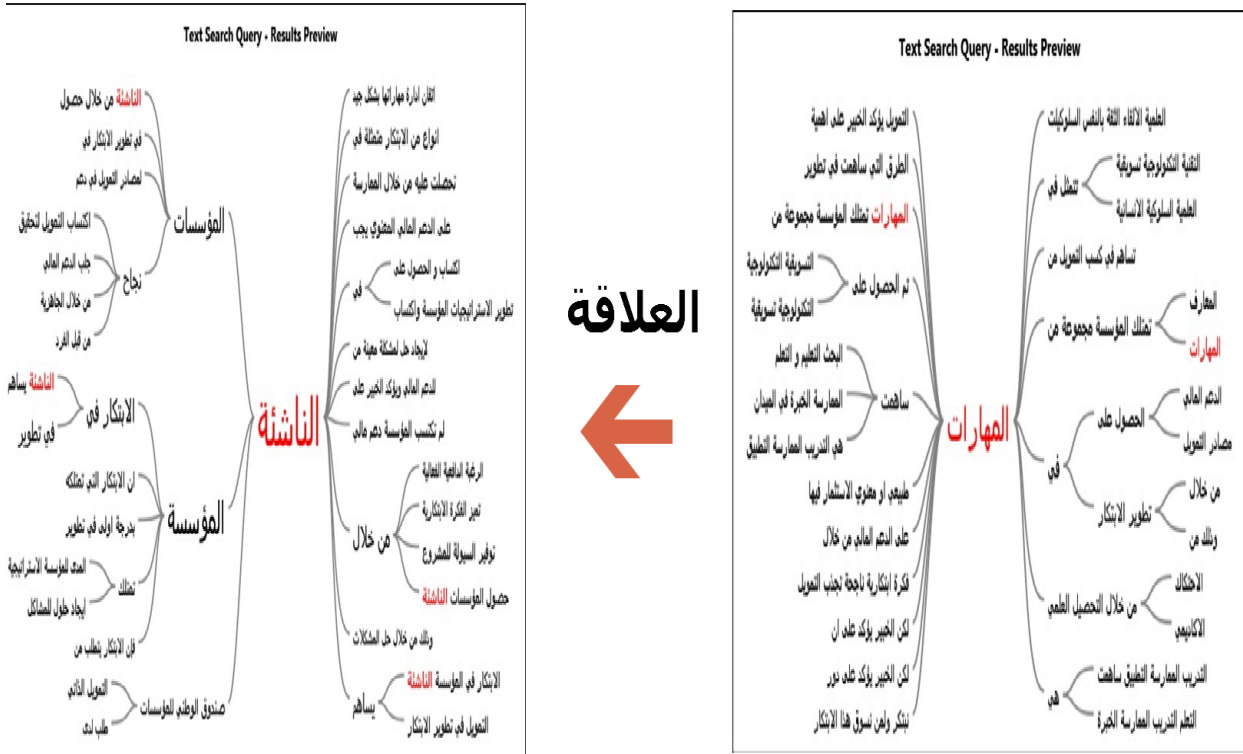 Text Search Query - Results Preview
العلمية الالقاء الثقة بالنفس السلوكيات
التقنية التكنولوجية تسويقية
العلمية السلوكية الانسانية
تتمثل في
تساهم في كسب التمويل من
المعارف
المهارات
تمتلك المؤسسة مجموعة من
الدعم المالي
مصادر التمويل
الحصول على
من خلال
وذلك من
تطوير الابتكار
في
الاحتكاك
الاكاديمي
من خلال التحصيل العلمي
التدريب الممارسة التطبيق ساهمت
التعلم التدريب الممارسة الخبرة
هي
المهارات
التمويل يؤكد الخبير على اهمية
الطرق التي ساهمت في تطوير
المهارات تمتلك المؤسسة مجموعة من
تم الحصول على
التسويقية التكنولوجية
التكنولوجية تسويقية
ساهمت
البحث التعليم و التعلم
الممارسة الخبرة في الميدان
هي التدريب الممارسة التطبيق
طبيعي او معنوي الاستثمار فيها
على الدعم المالي من خلال
فكرة ابتكارية ناجحة تجذب التمويل
لكن الخبير يؤكد على ان
لكن الخبير يؤكد على دور
نبتكر ولمن نسوق هذا الابتكار
العلاقة
Text Search Query - Results Preview
اتقان ادارة مهاراتها بشكل جيد
انواع من الابتكار متمثلة في
تحصلت عليه من خلال الممارسة
على الدعم المالي المعنوي يجب
اكتساب و الحصول على
تطوير الاستراتيجيات المؤسسة واكتساب
في
لايجاد حل لمشكلة معينة من
للدعم المالي ويؤكد الخبير على
لم تكتسب المؤسسة دعم مالي
الرغبة الدافعية الفعالية
تميز الفكرة الابتكارية
توفير السيولة للمشروع
حصول المؤسسات الناشئة
من خلال
وذلك من خلال حل المشكلات
الابتكار في المؤسسة الناشئة
التمويل في تطوير الابتكار
يساهم
الناشئة
المؤسسات
الناشئة من خلال حصول
في تطوير الابتكار في
لمصادر التمويل في دعم
نجاح
اكتساب التمويل لتحقيق
جلب الدعم المالي
من خلال الجاهزية
من قبل الفرد
المؤسسة
الابتكار في
الناشئة يساهم
في تطوير
ان الابتكار التي تمتلكه
بدرجة اولى في تطوير
تمتلك
المدى للمؤسسة الاستراتيجية
ايجاد حلول للمشاكل
فإن الابتكار يتطلب من
صندوق الوطني للمؤسسات
التمويل الذاتي
طلب لدى